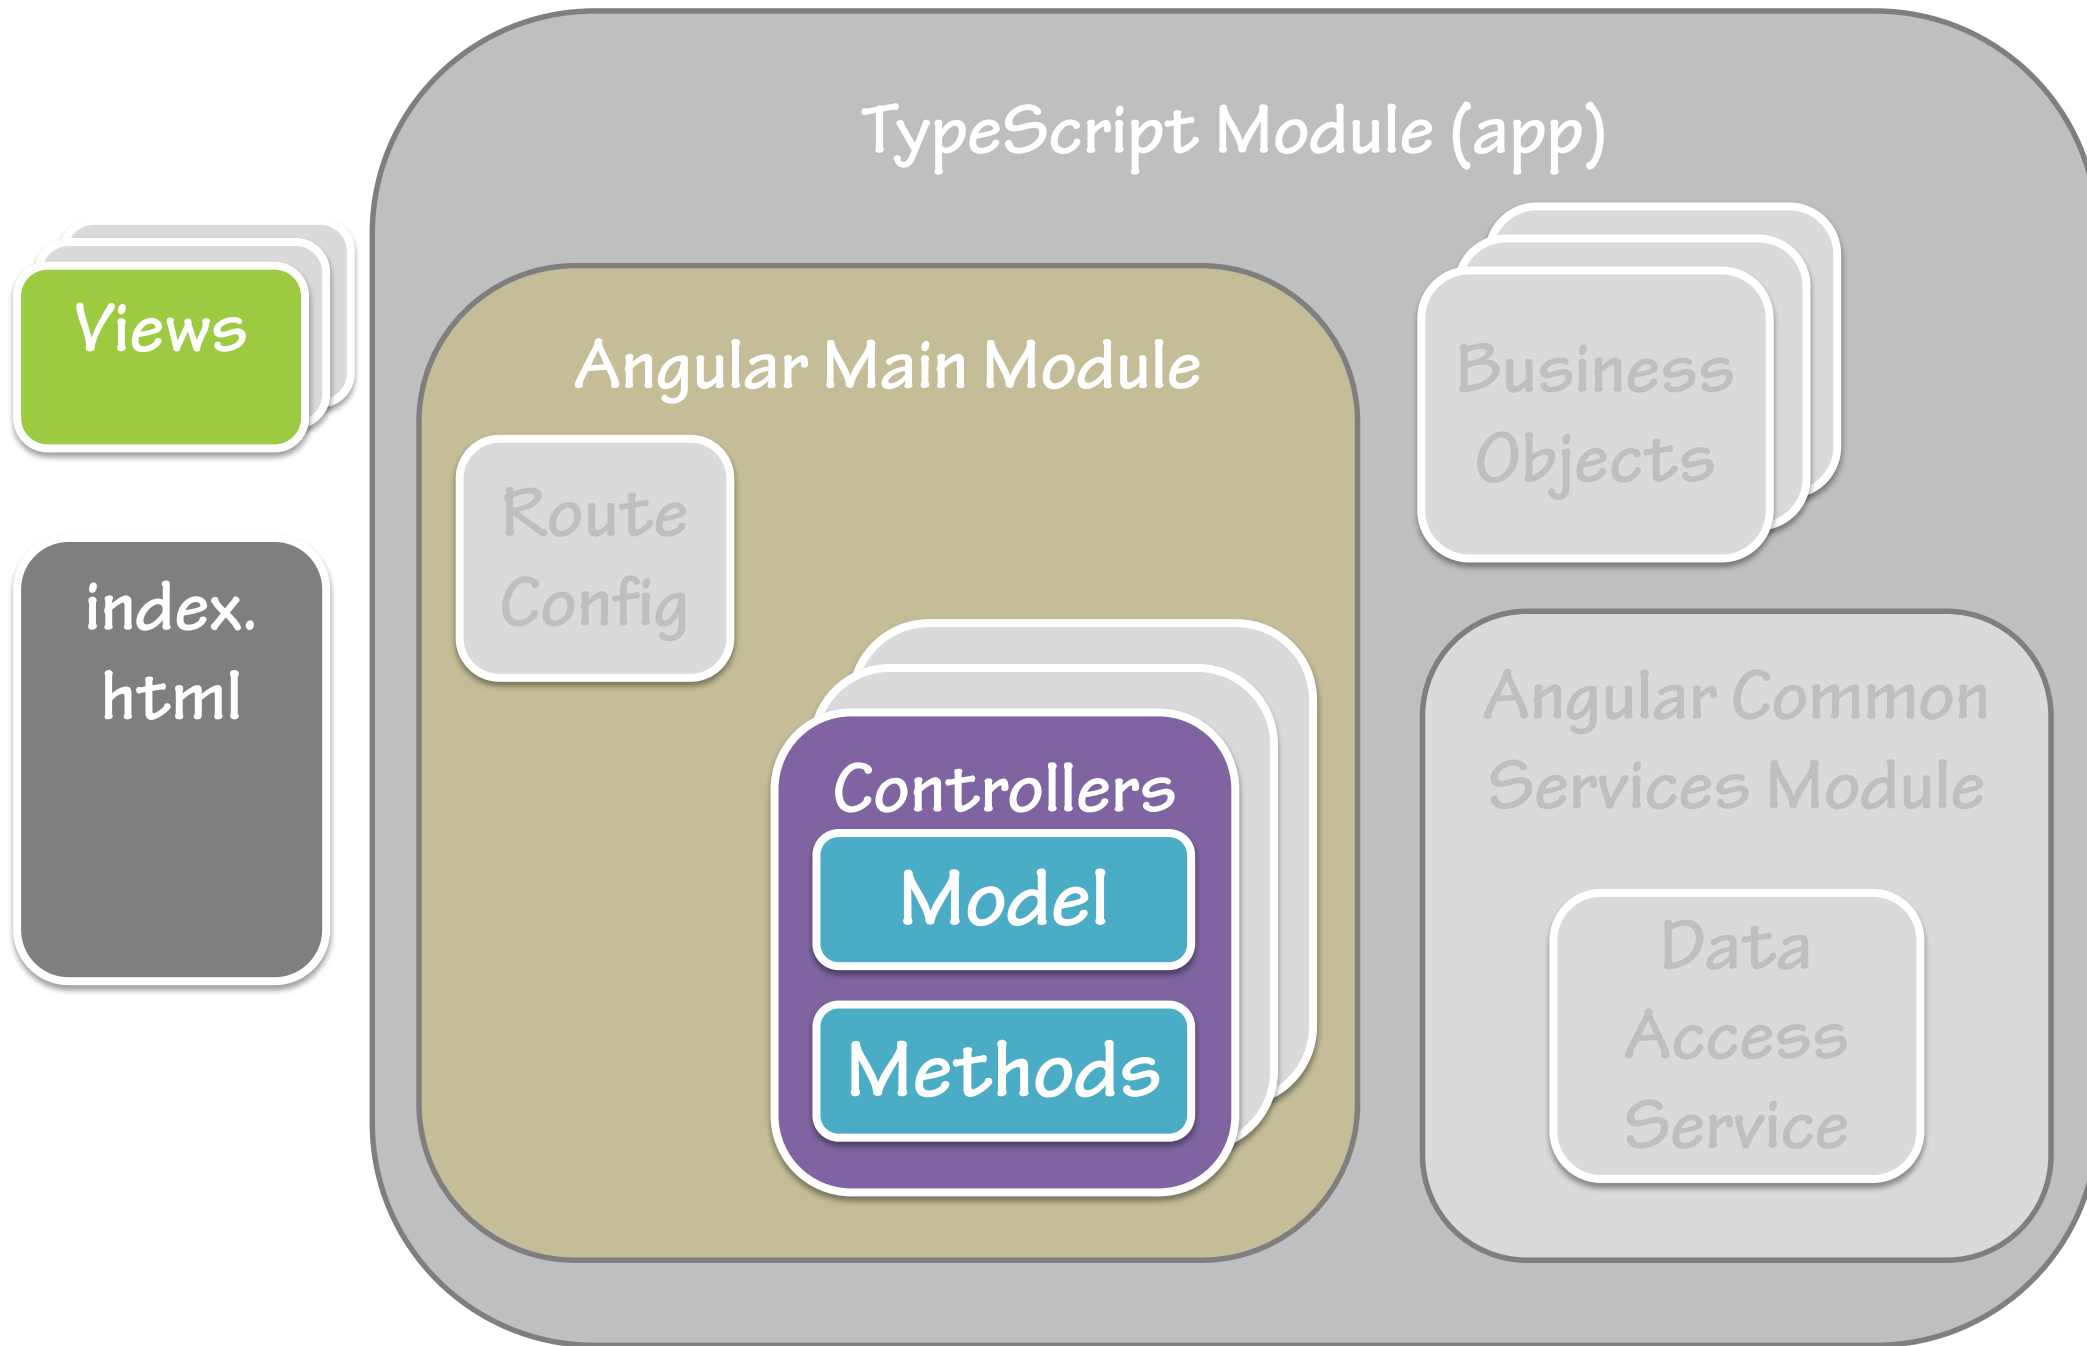 TypeScript Module (app)
Views
index.
html
Angular Main Module
Route
Config
Controllers
Model
Methods
Business
Objects
Angular Common
Services Module
Data
Access
Service